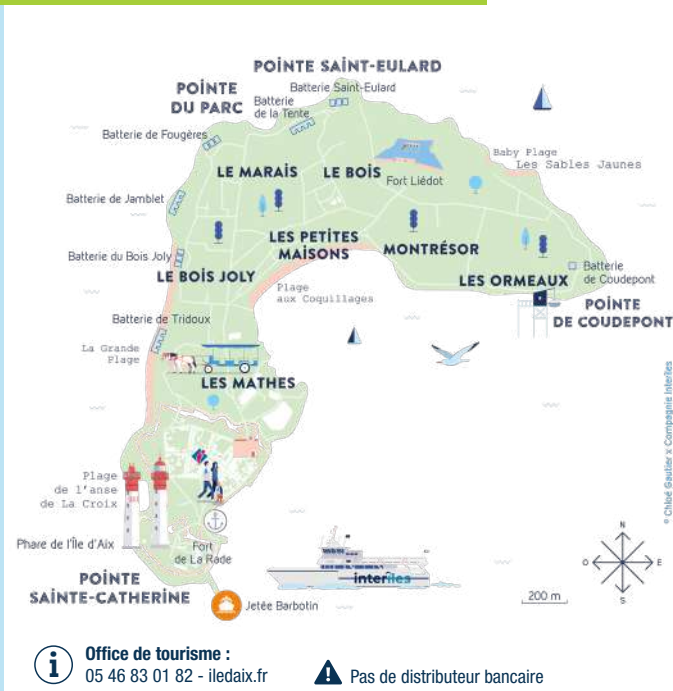 POINTE SAINT-EULARD
Batterie Saint-Eulard
POINTE
DU PARC
Batterie
de la Tente
Batterie de Fougères
Baby Plage
Les Sables Jaunes
LE MARAIS
LE BOIS
Fort Liédot
Batterie de Jamblet
LES PETITES
MAISONS
MONTRÉSOR
Batterie du Bois Joly
LE BOIS JOLY
LES ORMEAUX
Batterie
de Coudepont
Plage
aux Coquillages
POINTE
DE COUDEPONT
Batterie de Tridoux
La Grande
Plage
LES MATHES
Plage
de l'anse
de La Croix
Phare de l'Île d'Aix
Fort
de La Rade
POINTE
SAINTE-CATHERINE
Jetée Barbotin
interîles
200 m
N
O
E
S
© Chloé Gautier x Compagnie Interîles
i
Office de tourisme :
05 46 83 01 82 - iledaix.fr
! Pas de distributeur bancaire